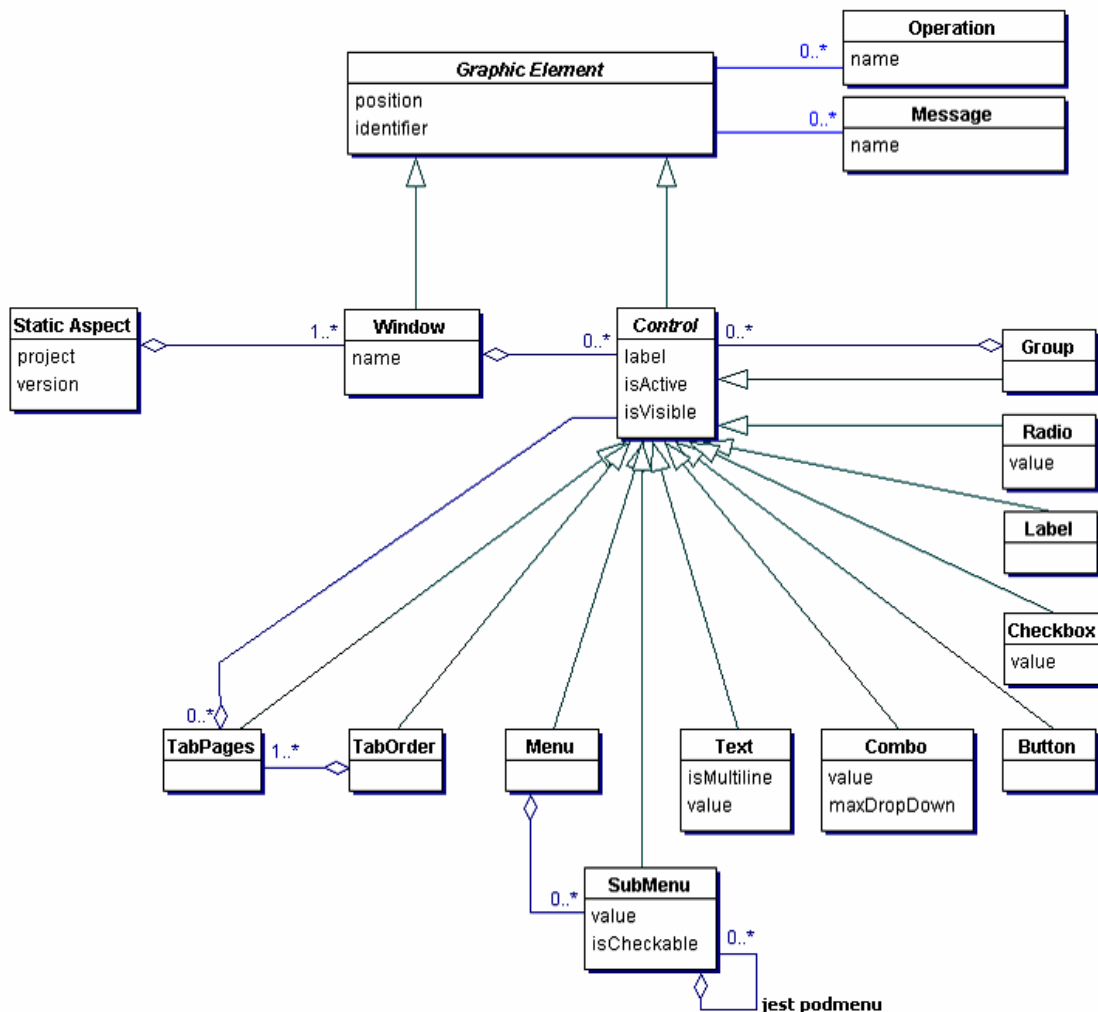 Operation
name
0..*
Graphic Element
position
identifier
0..*
Message
name
Static Aspect
project
version
1..*
Window
name
0..*
Control
label
isActive
isVisible
0..*
Group
Radio
value
Label
Checkbox
value
0..*
TabPages
1..*
TabOrder
Menu
Text
isMultiline
value
Combo
value
maxDropDown
Button
0..*
SubMenu
value
isCheckable
0..*
jest podmenu